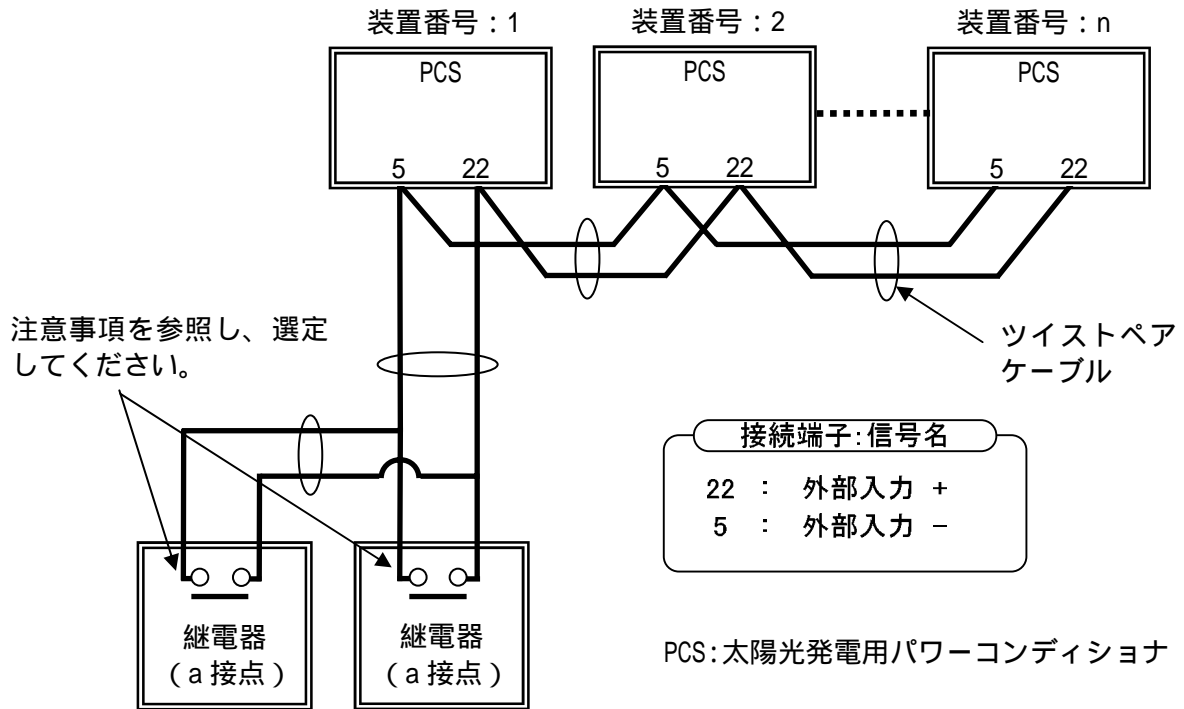 装置番号：1
装置番号：2
装置番号：n
PCS
PCS
PCS
5 22
5 22
5 22
注意事項を参照し、選定
してください。
ツイストペア
ケーブル
接続端子:信号名
22 : 外部入力 +
5 : 外部入力 −
継電器
（a接点）
継電器
（a接点）
PCS:太陽光発電用パワーコンディショナ